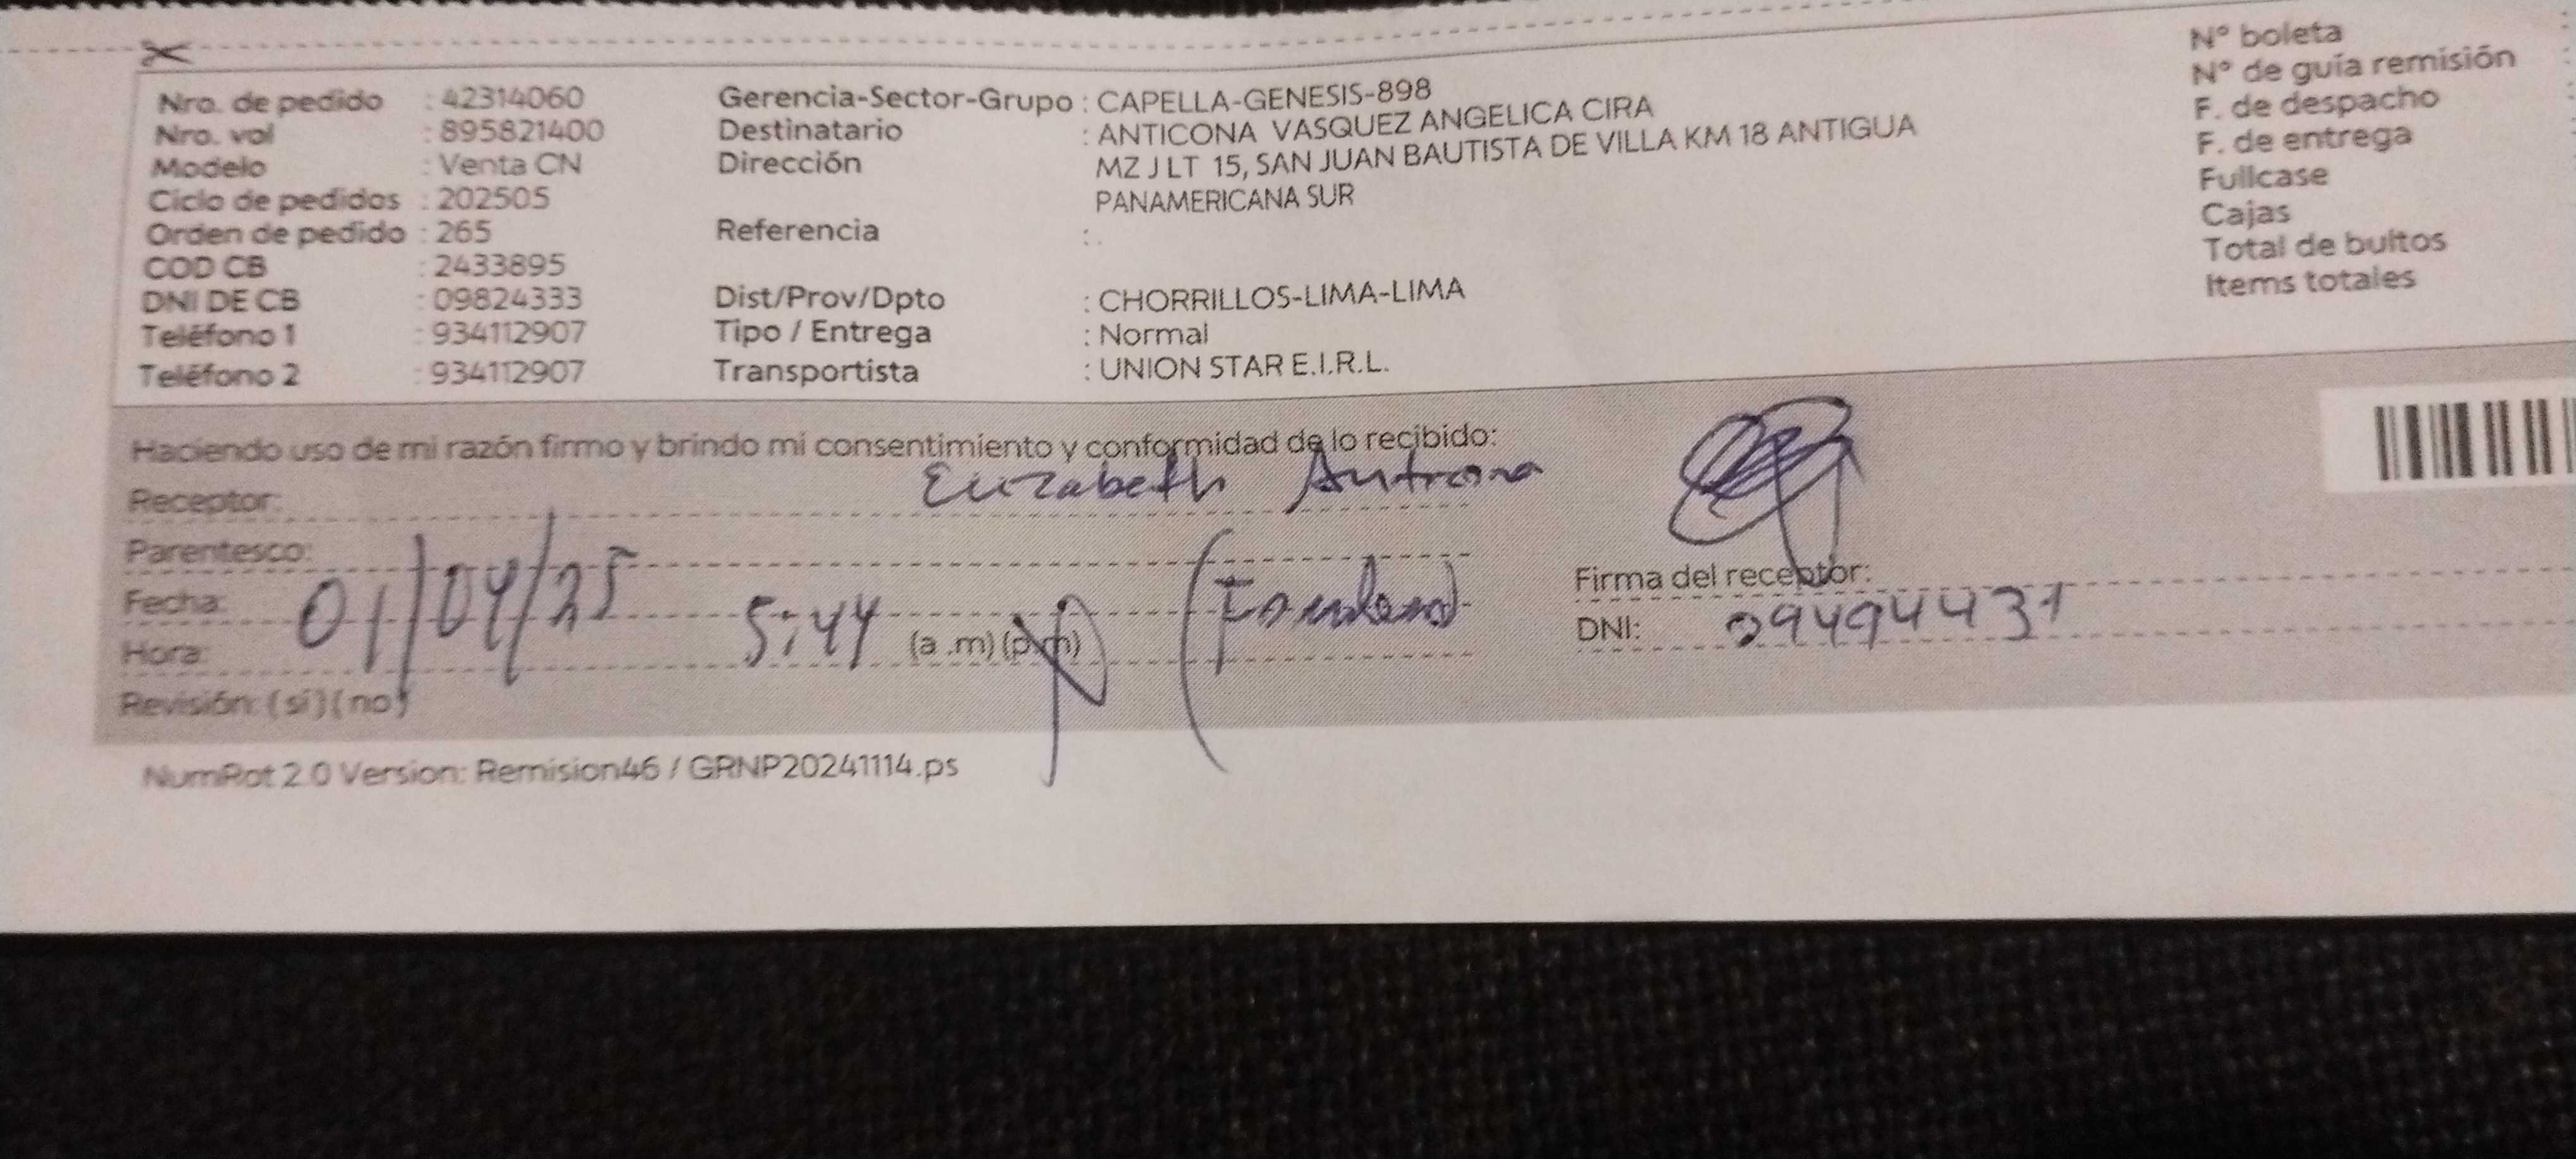 Nro. de pedido : 42314060
Nro. vol : 895821400
Modelo : Venta CN
Ciclo de pedidos : 202505
Orden de pedido : 265
COD CB : 2433895
DNI DE CB : 09824333
Teléfono 1 : 934112907
Teléfono 2 : 934112907
Gerencia-Sector-Grupo : CAPELLA-GENESIS-898
Destinatario : ANTICONA VASQUEZ ANGELICA CIRA
Dirección MZ J LT 15, SAN JUAN BAUTISTA DE VILLA KM 18 ANTIGUA
PANAMERICANA SUR
Referencia : .
Dist/Prov/Dpto : CHORRILLOS-LIMA-LIMA
Tipo / Entrega : Normal
Transportista : UNION STAR E.I.R.L.
N° boleta
N° de guía remisión
F. de despacho
F. de entrega
Fullcase
Cajas
Total de bultos
Items totales
Haciendo uso de mi razón firmo y brindo mi consentimiento y conformidad de lo recibido:
Receptor: Elizabeth
Parentesco:
Fecha: 01/04/25
Hora: 5:44 (a .m) (p.m)
Revisión: (si) (no)
Firma del receptor:
DNI: 09494431
NumRot 2.0 Version: Remision46 / GRNP20241114.ps